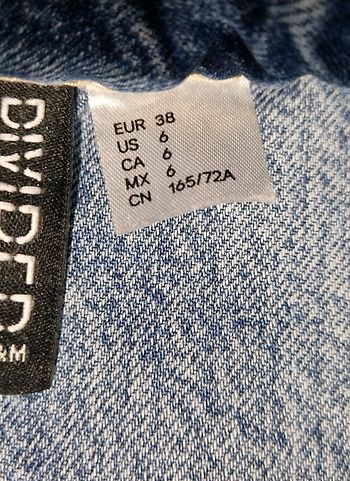 DIVIDED
&M
EUR 38
US 6
CA 6
MX 6
CN 165/72A